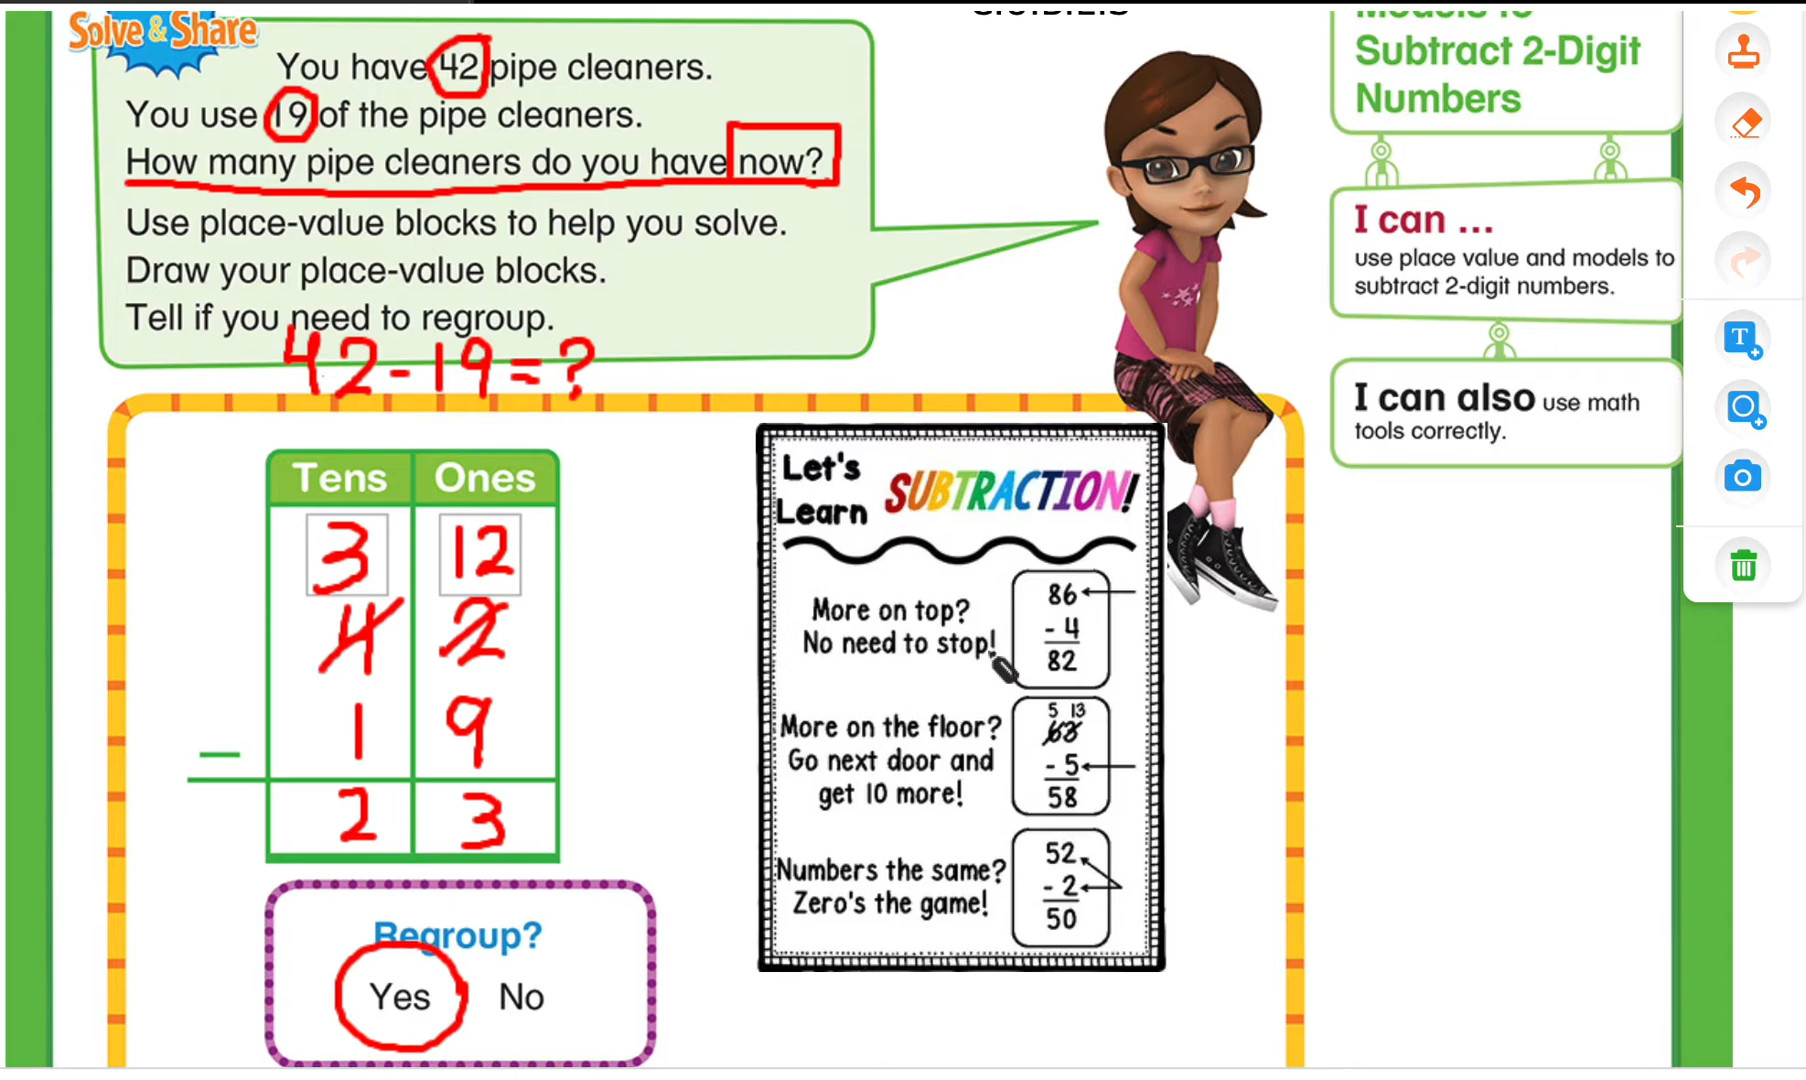 Solve & Share
You have 42 pipe cleaners.
You use 19 of the pipe cleaners.
How many pipe cleaners do you have now?
Use place-value blocks to help you solve.
Draw your place-value blocks.
Tell if you need to regroup.
42-19=?
Tens Ones
3 12
4 2
1 9
–
2 3
Regroup?
Yes No
Let's
Learn
SUBTRACTION!
More on top?
No need to stop!
86
- 4
82
More on the floor?
Go next door and
get 10 more!
5 13
63
- 5
58
Numbers the same?
Zero's the game!
52
- 2
50
Subtract 2-Digit
Numbers
I can ...
use place value and models to
subtract 2-digit numbers.
I can also use math
tools correctly.
T